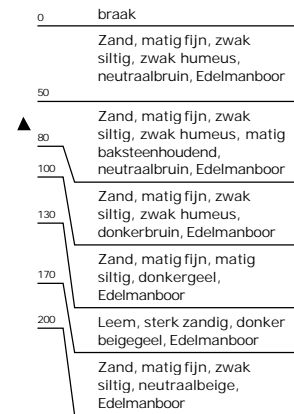 0 braak
Zand, matig fijn, zwak
siltig, zwak humeus,
neutraalbruin, Edelmanboor
50
Zand, matig fijn, zwak
siltig, zwak humeus, matig
baksteenhoudend,
neutraalbruin, Edelmanboor
80
Zand, matig fijn, zwak
siltig, zwak humeus,
donkerbruin, Edelmanboor
100
Zand, matig fijn, matig
siltig, donkergeel,
Edelmanboor
130
Leem, sterk zandig, donker
beigegeel, Edelmanboor
170
Zand, matig fijn, zwak
siltig, neutraalbeige,
Edelmanboor
200